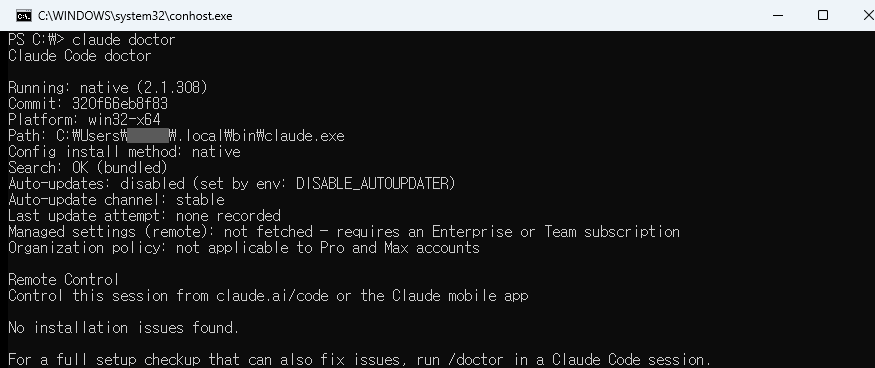 C:\WINDOWS\system32\conhost.exe
PS C:₩> claude doctor
Claude Code doctor
Running: native (2.1.308)
Commit: 320f66eb8f83
Platform: win32-x64
Path: C:₩Users₩ ₩.local₩bin₩claude.exe
Config install method: native
Search: OK (bundled)
Auto-updates: disabled (set by env: DISABLE_AUTOUPDATER)
Auto-update channel: stable
Last update attempt: none recorded
Managed settings (remote): not fetched — requires an Enterprise or Team subscription
Organization policy: not applicable to Pro and Max accounts
Remote Control
Control this session from claude.ai/code or the Claude mobile app
No installation issues found.
For a full setup checkup that can also fix issues, run /doctor in a Claude Code session.